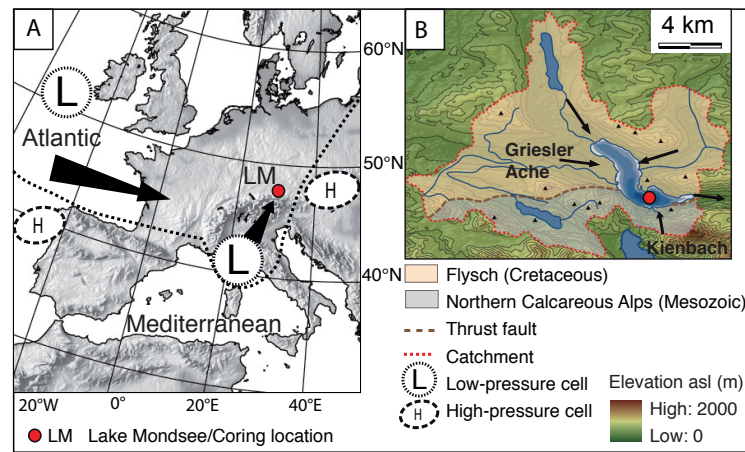 A
L
Atlantic
LM
H
H
L
Mediterranean
60°N
50°N
40°N
20°W
0°
20°E
40°E
LM Lake Mondsee/Coring location
B
4 km
Griesler
Ache
Kienbach
Flysch (Cretaceous)
Northern Calcareous Alps (Mesozoic)
Thrust fault
Catchment
L Low-pressure cell
H High-pressure cell
Elevation asl (m)
High: 2000
Low: 0